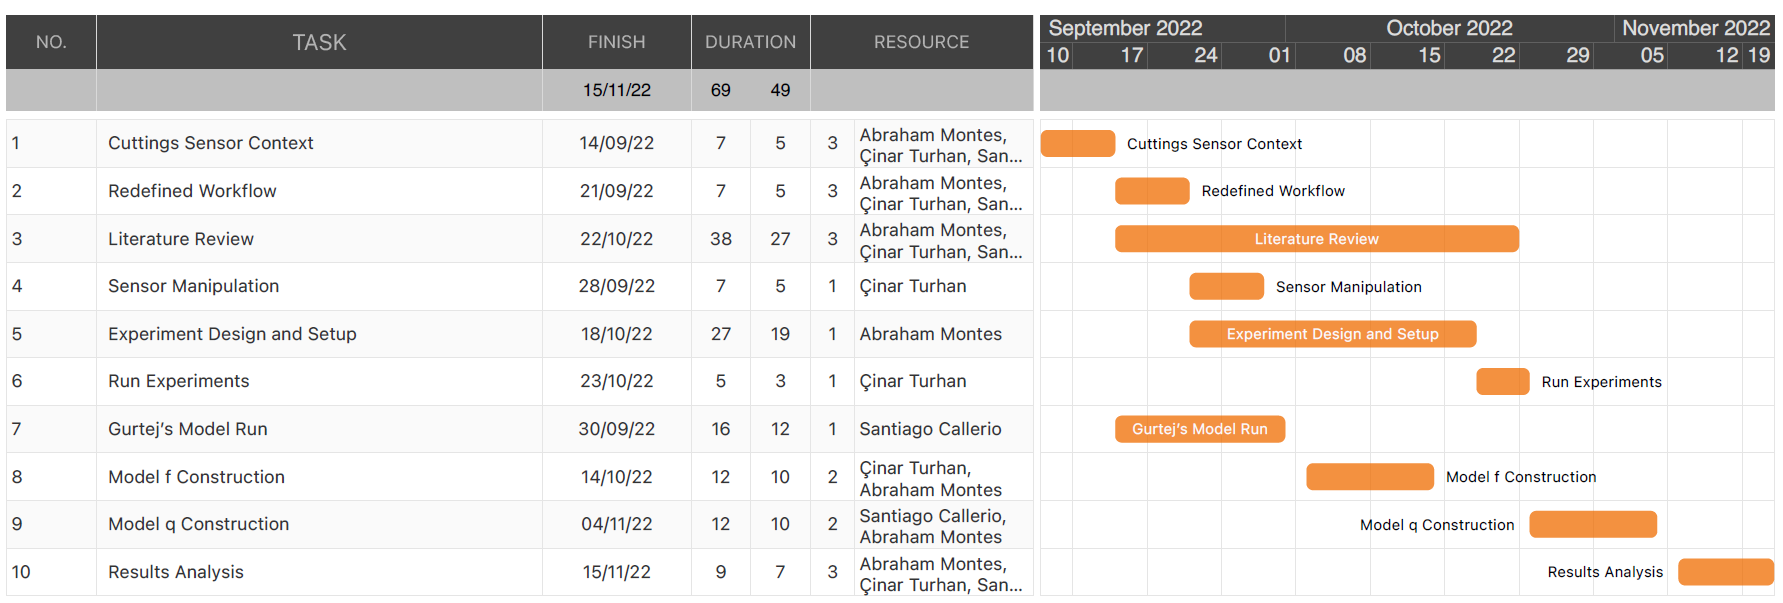 NO. TASK FINISH DURATION RESOURCE September 2022 October 2022 November 2022
10 17 24 01 08 15 22 29 05 12 19
15/11/22 69 49
1 Cuttings Sensor Context 14/09/22 7 5 3 Abraham Montes,
Çinar Turhan, San...
Cuttings Sensor Context
2 Redefined Workflow 21/09/22 7 5 3 Abraham Montes,
Çinar Turhan, San...
Redefined Workflow
3 Literature Review 22/10/22 38 27 3 Abraham Montes,
Çinar Turhan, San...
Literature Review
4 Sensor Manipulation 28/09/22 7 5 1 Çinar Turhan Sensor Manipulation
5 Experiment Design and Setup 18/10/22 27 19 1 Abraham Montes Experiment Design and Setup
6 Run Experiments 23/10/22 5 3 1 Çinar Turhan Run Experiments
7 Gurtej’s Model Run 30/09/22 16 12 1 Santiago Callerio Gurtej’s Model Run
8 Model f Construction 14/10/22 12 10 2 Çinar Turhan,
Abraham Montes
Model f Construction
9 Model q Construction 04/11/22 12 10 2 Santiago Callerio,
Abraham Montes
Model q Construction
10 Results Analysis 15/11/22 9 7 3 Abraham Montes,
Çinar Turhan, San...
Results Analysis